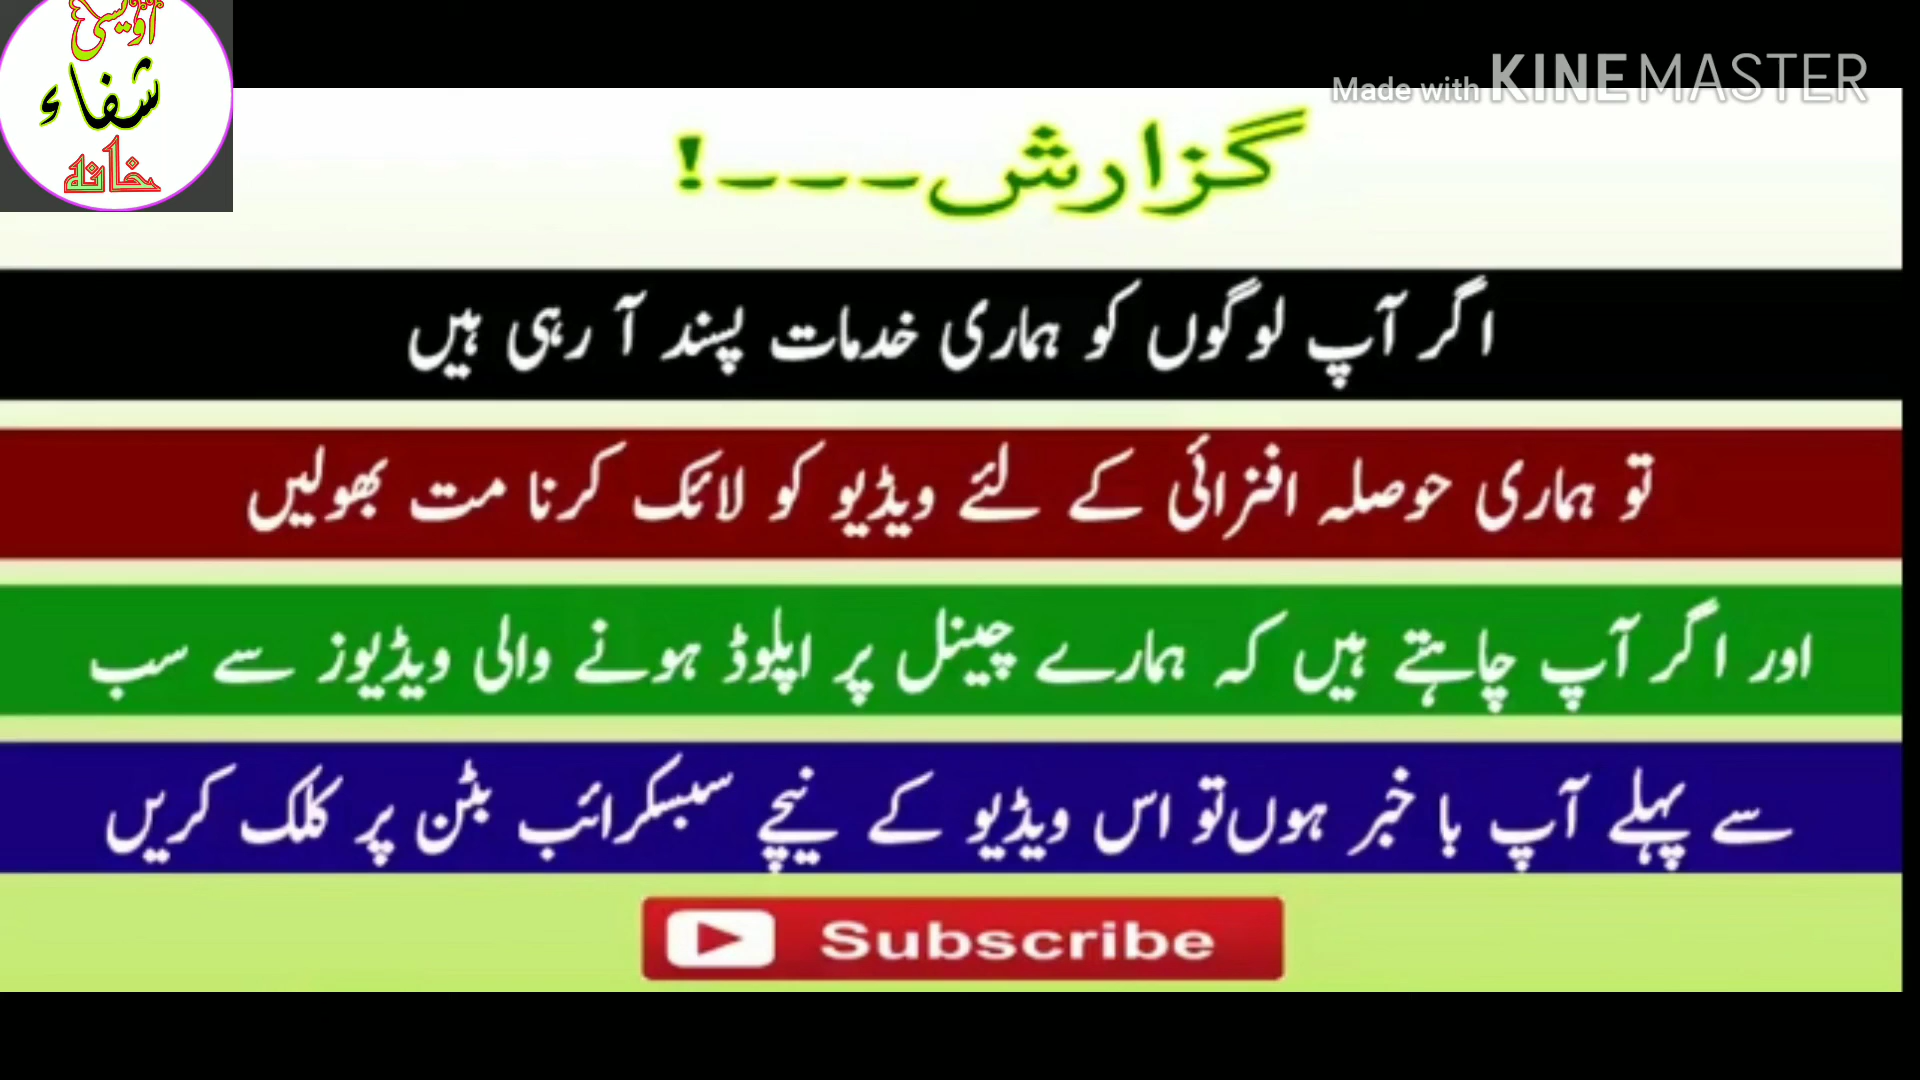 اویسی
شفاء
خانہ
Made with KINEMASTER
گزارش۔۔۔!
اگر آپ لوگوں کو ہماری خدمات پسند آ رہی ہیں
تو ہماری حوصلہ افزائی کے لئے ویڈیو کو لائک کرنا مت بھولیں
اور اگر آپ چاہتے ہیں کہ ہمارے چینل پر اپلوڈ ہونے والی ویڈیوز سے سب
سے پہلے آپ با خبر ہوں تو اس ویڈیو کے نیچے سبسکرائب بٹن پر کلک کریں
Subscribe